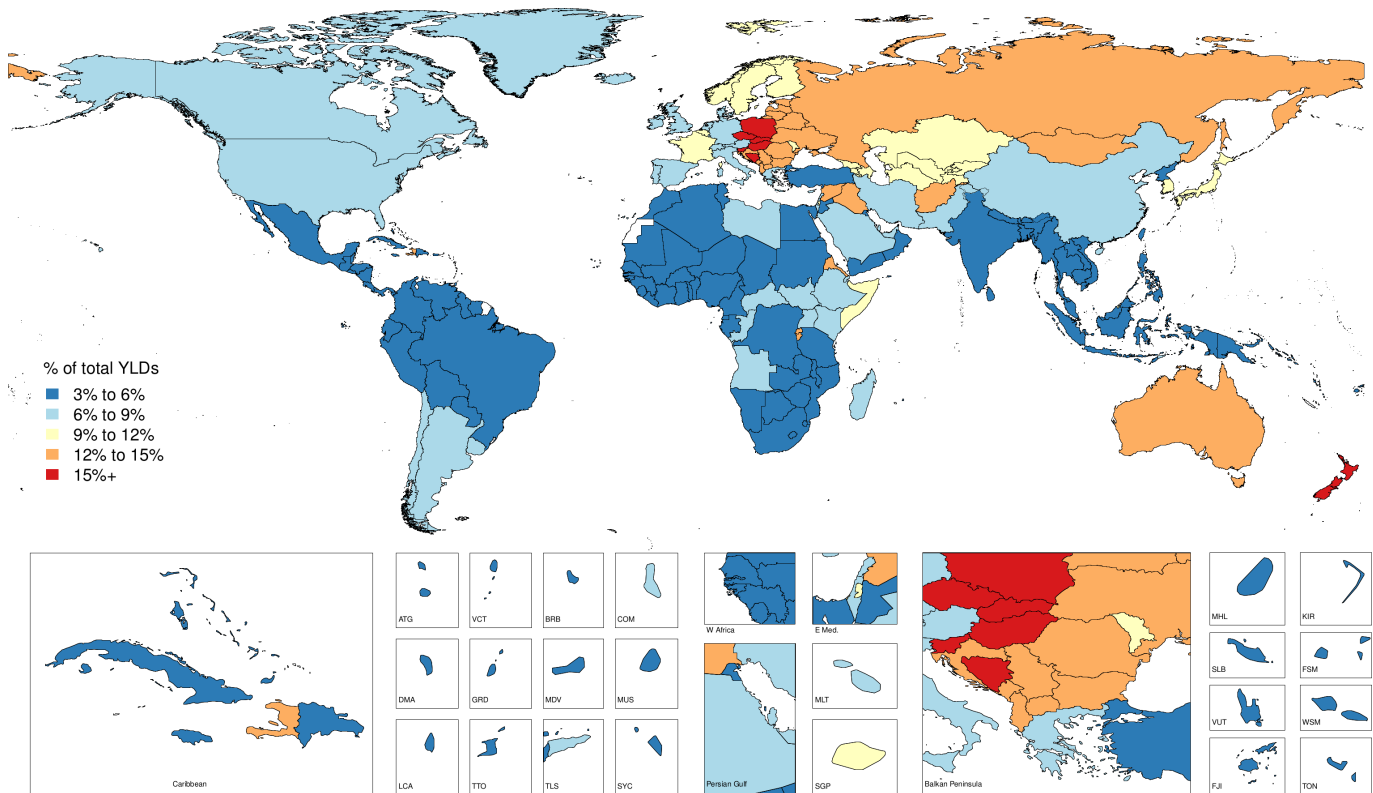 % of total YLDs
3% to 6%
6% to 9%
9% to 12%
12% to 15%
15%+
Caribbean
ATG
VCT
BRB
COM
DMA
GRD
MDV
MUS
LCA
TTO
TLS
SYC
W Africa
E Med.
Persian Gulf
MLT
SGP
Balkan Peninsula
MHL
KIR
SLB
FSM
VUT
WSM
FJI
TON